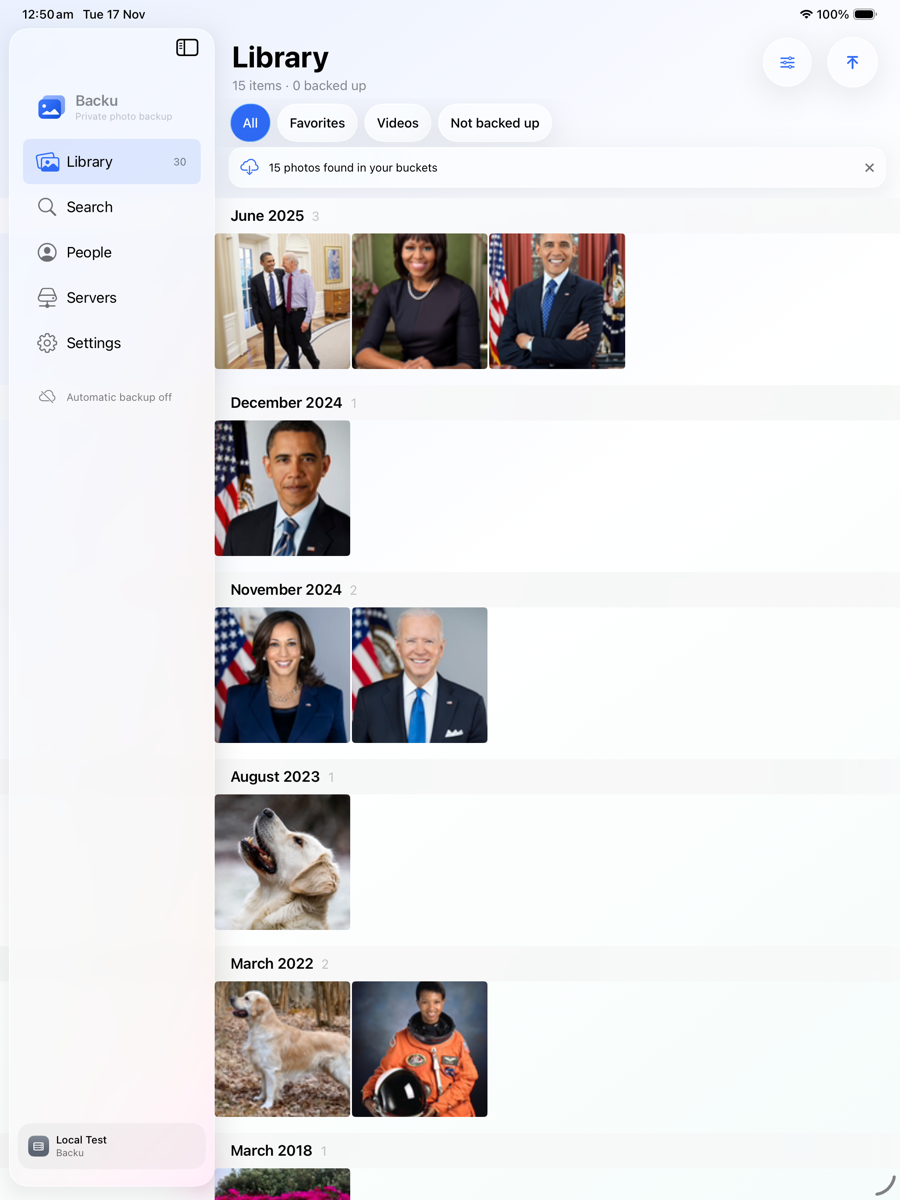 12:50 am Tue 17 Nov
100%
Backu
Private photo backup
Library 30
Search
People
Servers
Settings
Automatic backup off
Local Test
Backu
Library
15 items · 0 backed up
All
Favorites
Videos
Not backed up
15 photos found in your buckets
June 2025 3
December 2024 1
November 2024 2
August 2023 1
March 2022 2
March 2018 1